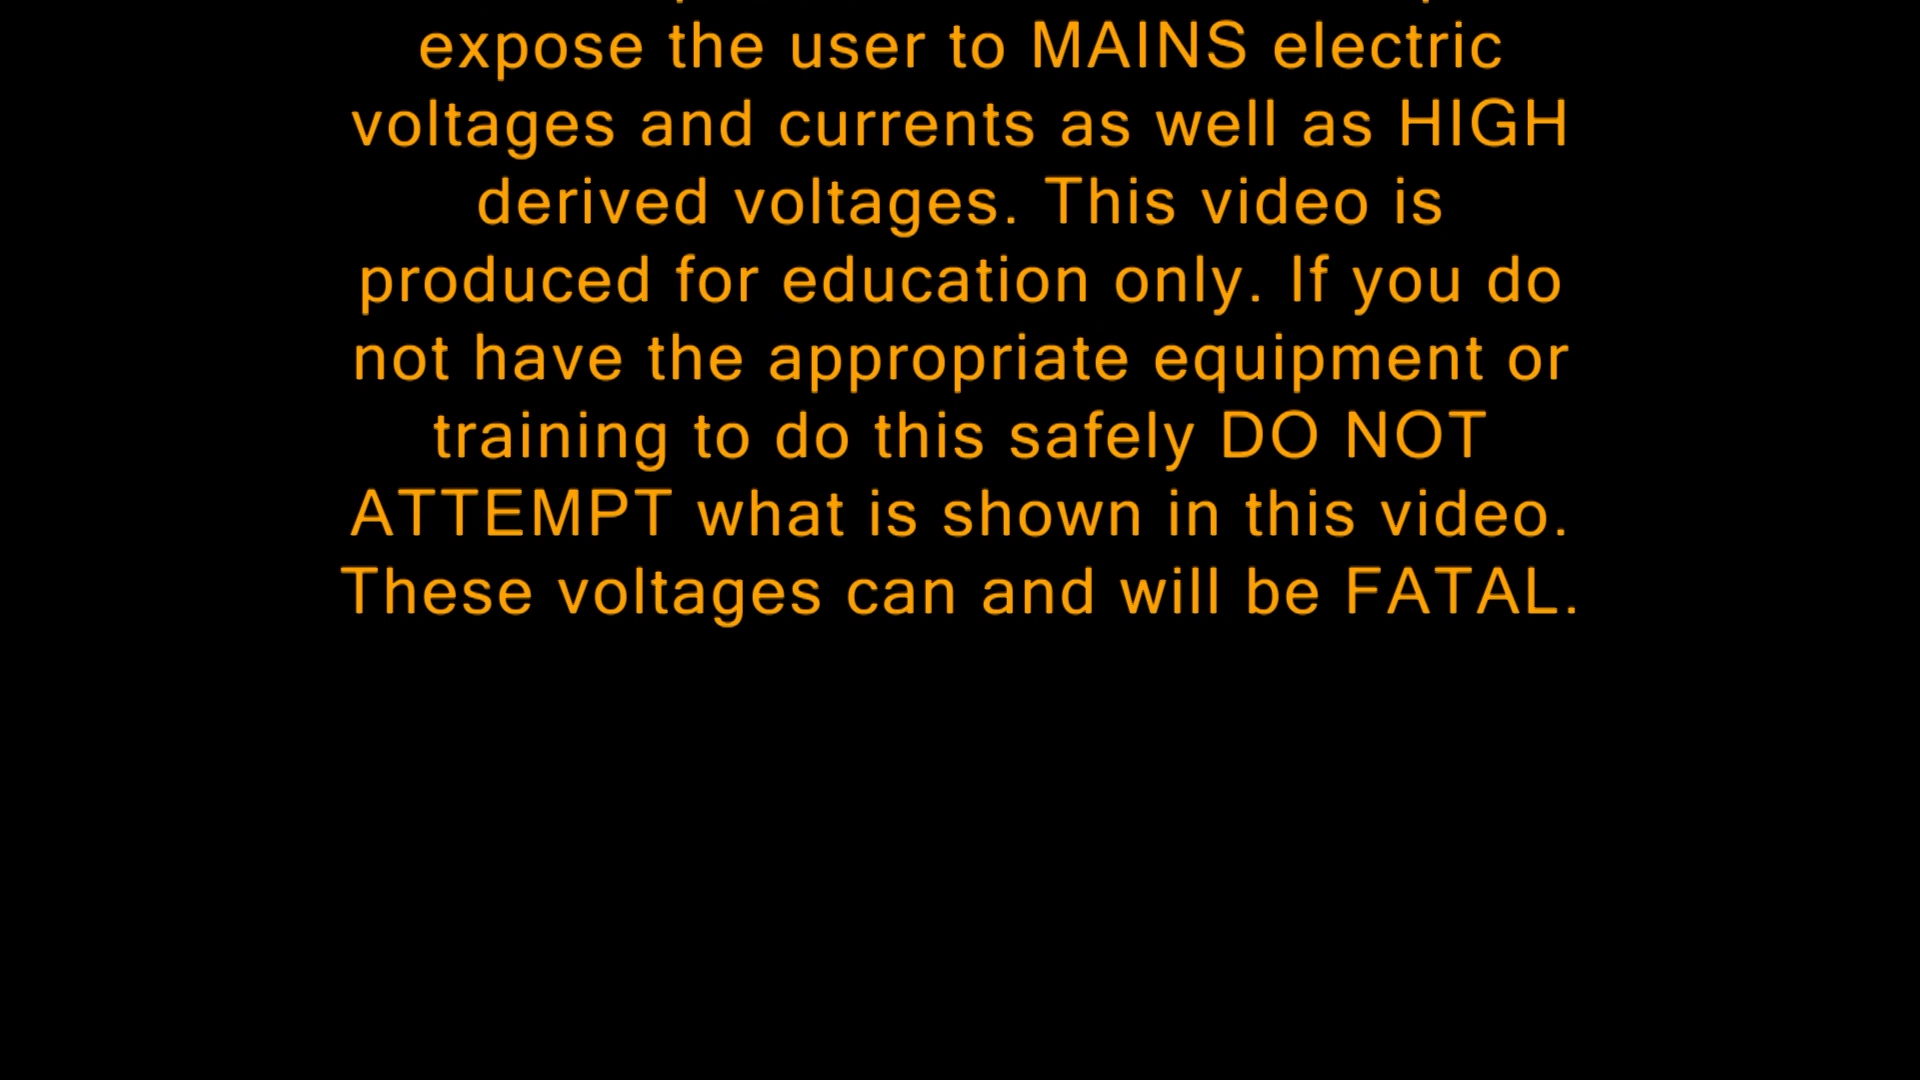 expose the user to MAINS electric
voltages and currents as well as HIGH
derived voltages. This video is
produced for education only. If you do
not have the appropriate equipment or
training to do this safely DO NOT
ATTEMPT what is shown in this video.
These voltages can and will be FATAL.